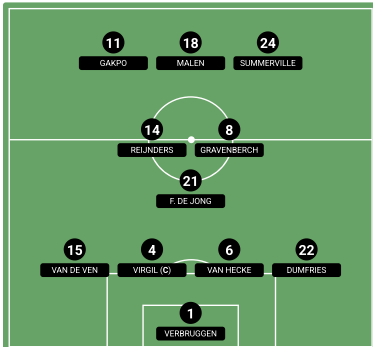 11 18 24
GAKPO MALEN SUMMERVILLE
14 8
REIJNDERS GRAVENBERCH
21
F. DE JONG
15 4 6 22
VAN DE VEN VIRGIL (C) VAN HECKE DUMFRIES
1
VERBRUGGEN